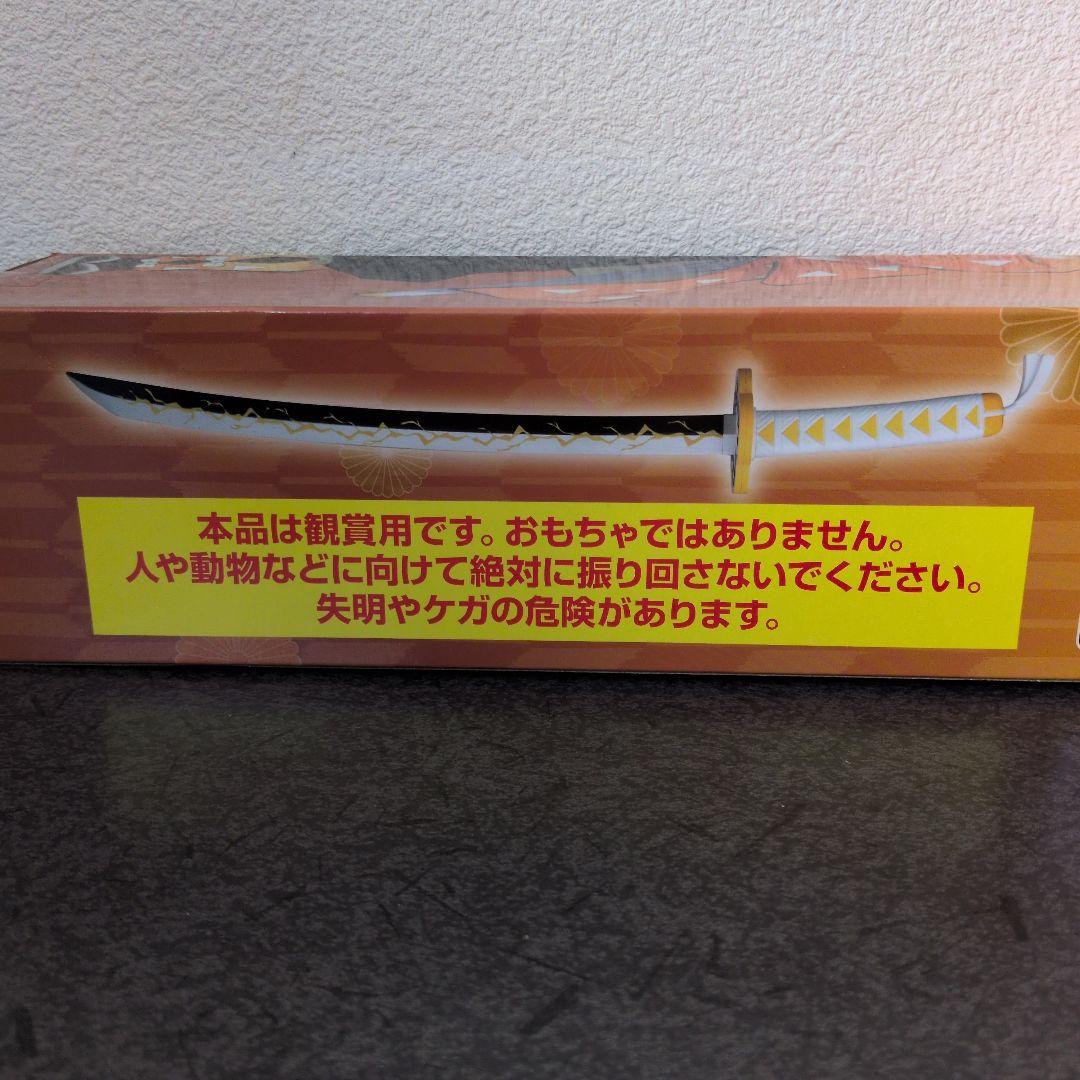 本品は観賞用です。おもちゃではありません。
人や動物などに向けて絶対に振り回さないでください。
失明やケガの危険があります。